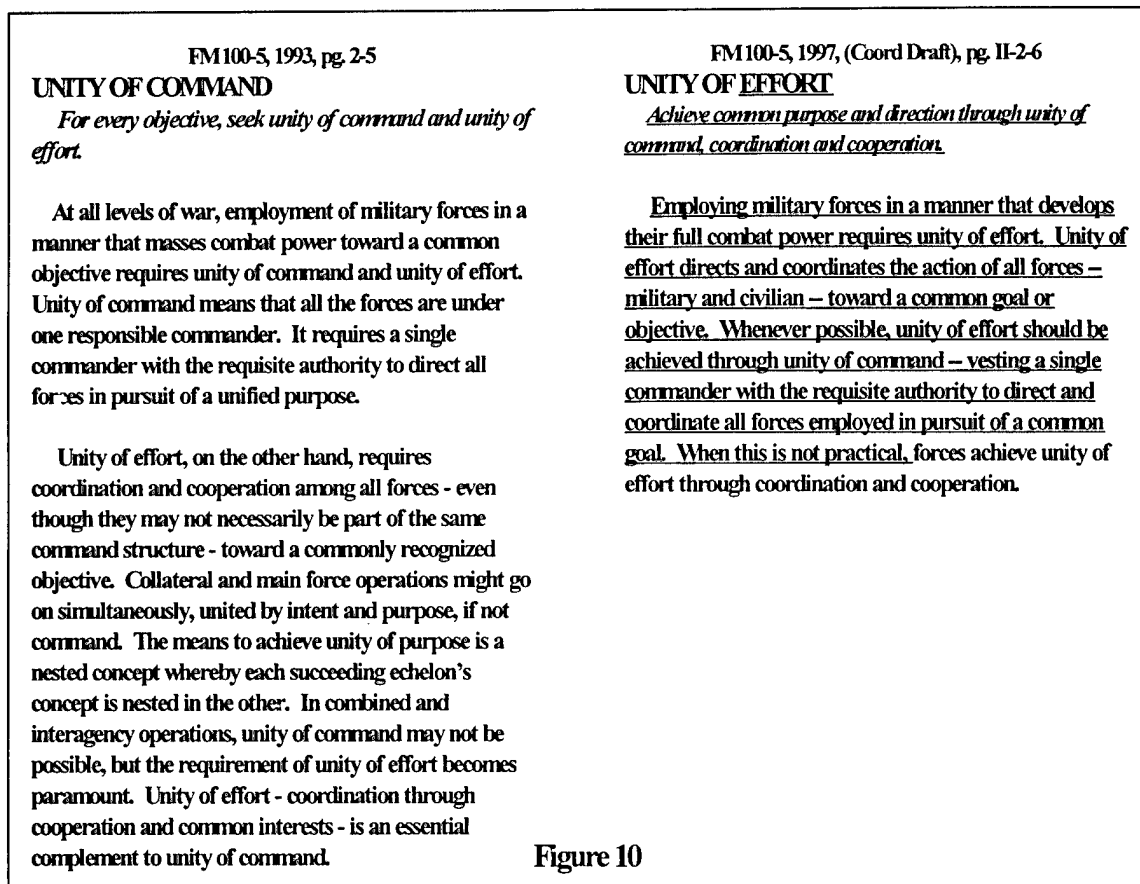 FM 100-5, 1993, pg. 2-5
UNITY OF COMMAND
For every objective, seek unity of command and unity of
effort.
At all levels of war, employment of military forces in a
manner that masses combat power toward a common
objective requires unity of command and unity of effort.
Unity of command means that all the forces are under
one responsible commander. It requires a single
commander with the requisite authority to direct all
forces in pursuit of a unified purpose.
Unity of effort, on the other hand, requires
coordination and cooperation among all forces - even
though they may not necessarily be part of the same
command structure - toward a commonly recognized
objective. Collateral and main force operations might go
on simultaneously, united by intent and purpose, if not
command. The means to achieve unity of purpose is a
nested concept whereby each succeeding echelon's
concept is nested in the other. In combined and
interagency operations, unity of command may not be
possible, but the requirement of unity of effort becomes
paramount. Unity of effort - coordination through
cooperation and common interests - is an essential
complement to unity of command.
FM 100-5, 1997, (Coord Draft), pg. II-2-6
UNITY OF EFFORT
Achieve common purpose and direction through unity of
command, coordination and cooperation.
Employing military forces in a manner that develops
their full combat power requires unity of effort. Unity of
effort directs and coordinates the action of all forces –
military and civilian – toward a common goal or
objective. Whenever possible, unity of effort should be
achieved through unity of command – vesting a single
commander with the requisite authority to direct and
coordinate all forces employed in pursuit of a common
goal. When this is not practical, forces achieve unity of
effort through coordination and cooperation.
Figure 10